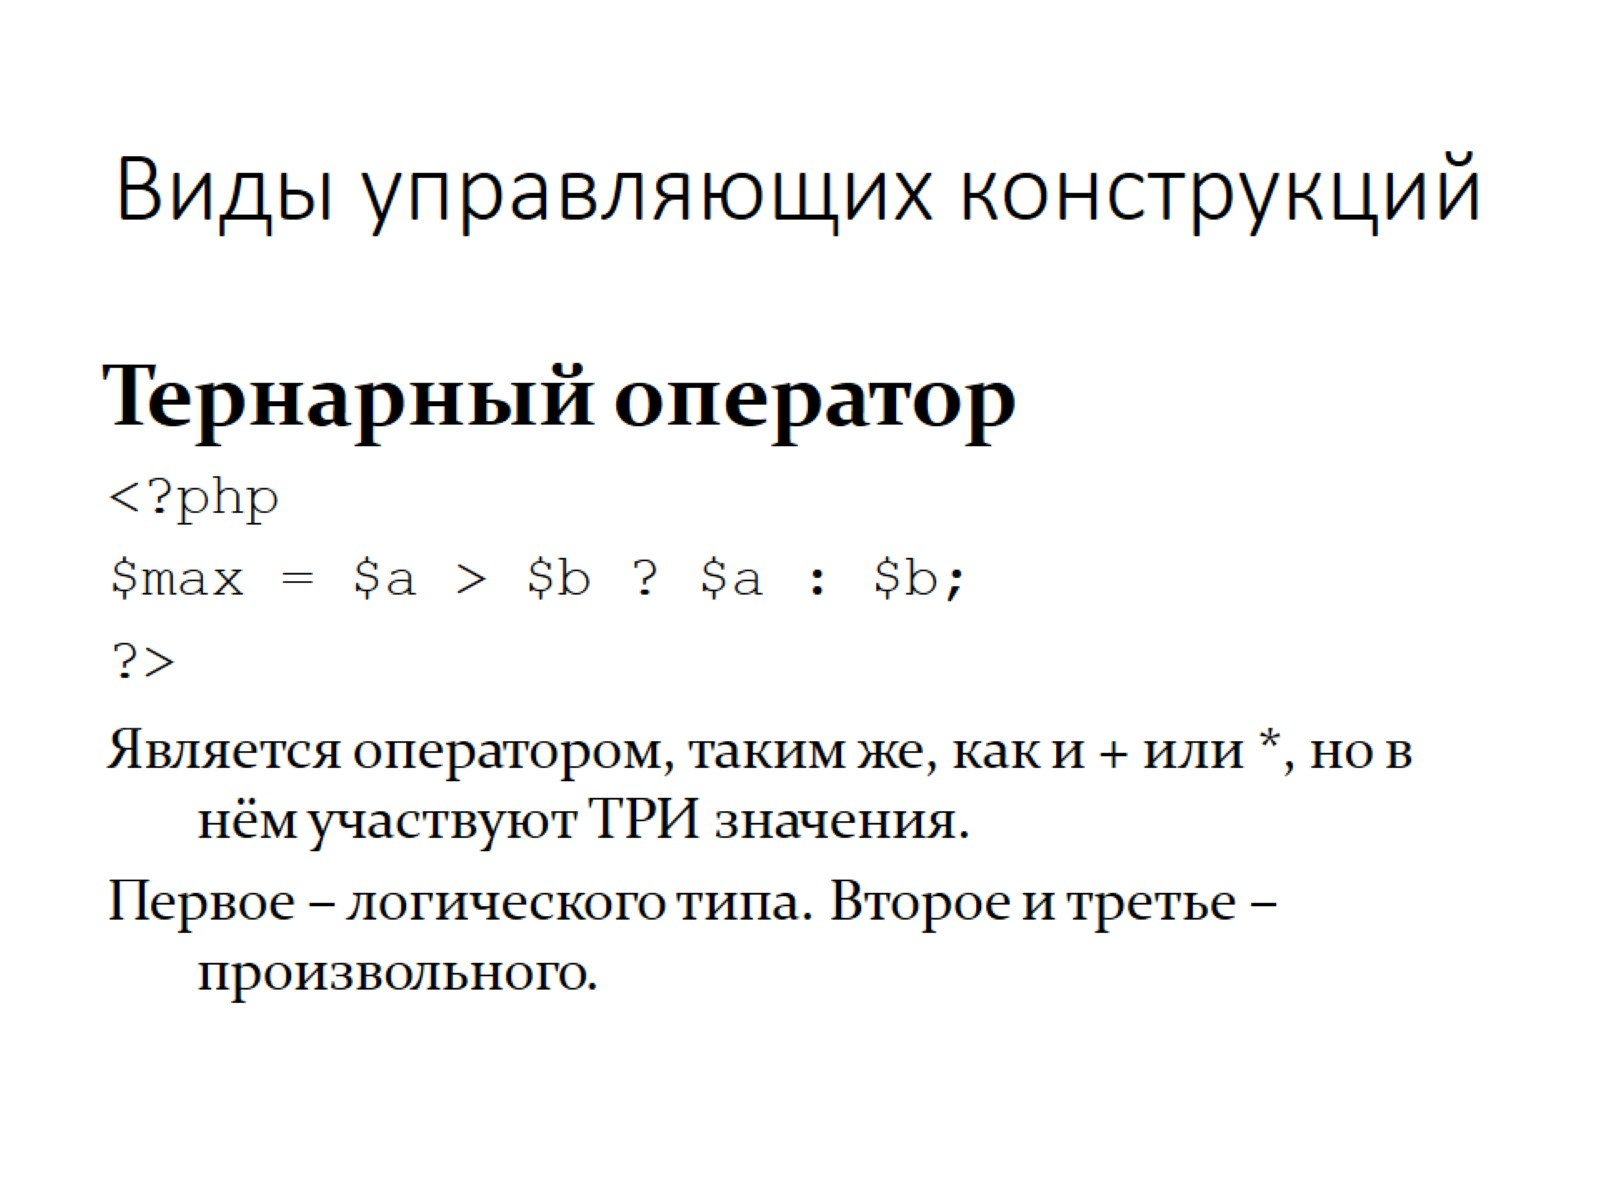 Виды управляющих конструкций
Тернарный оператор
<?php
$max = $a > $b ? $a : $b;
?>
Является оператором, таким же, как и + или *, но в
нём участвуют ТРИ значения.
Первое – логического типа. Второе и третье –
произвольного.